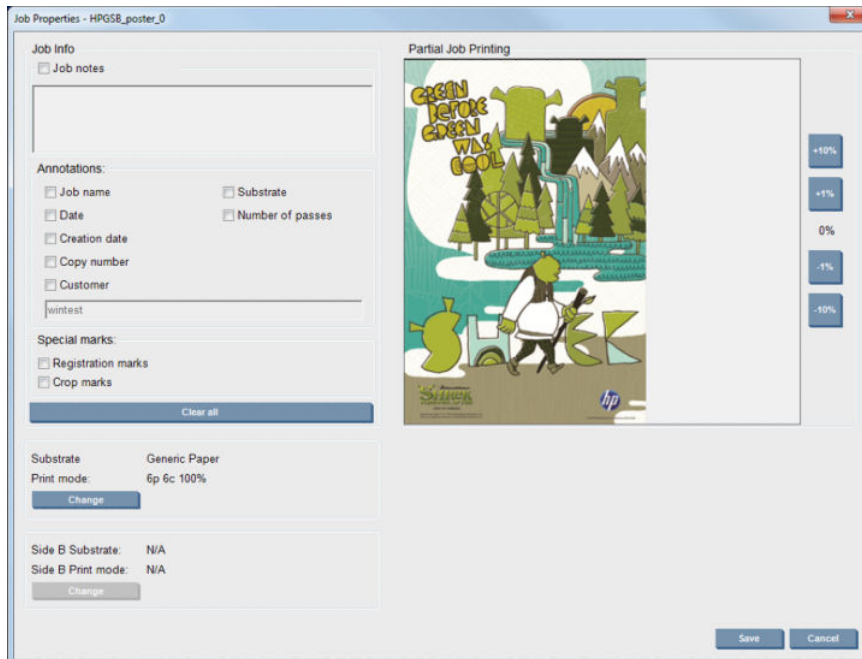 Job Properties - HPGSB_poster_0
Job Info
Job notes
Annotations:
Job name
Substrate
Date
Number of passes
Creation date
Copy number
Customer
wintest
Special marks:
Registration marks
Crop marks
Clear all
Substrate
Generic Paper
Print mode:
6p 6c 100%
Change
Side B Substrate:
N/A
Side B Print mode:
N/A
Change
Partial Job Printing
GREEN
BEFORE
GREEN
WAS
COOL
SHREK
SHREK
hp
+10%
+1%
0%
-1%
-10%
Save
Cancel